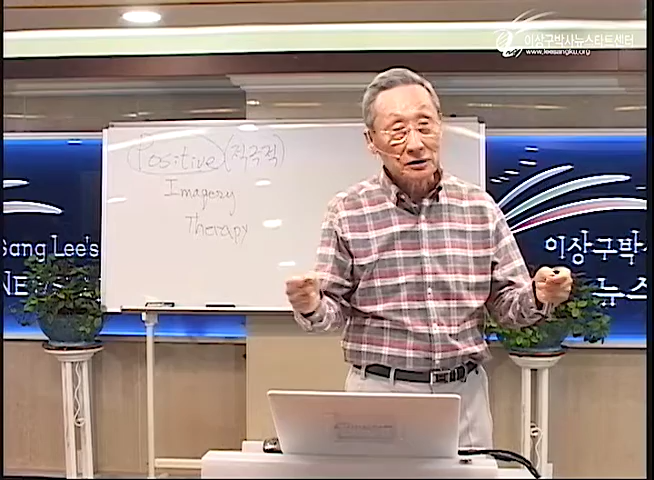 이상구박사뉴스타트센터
www.leesangku.org
Positive (적극적)
Imagery
Therapy
sang Lee's
NEWS
이상구박
뉴스